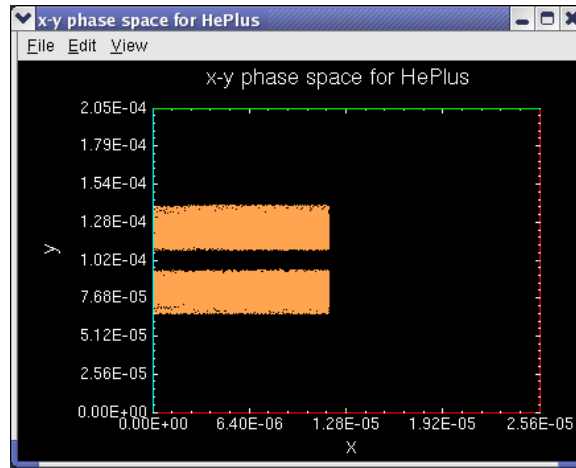 x-y phase space for HePlus
File Edit View
x-y phase space for HePlus
2.05E-04
1.79E-04
1.54E-04
1.28E-04
1.02E-04
7.68E-05
5.12E-05
2.56E-05
0.00E+00
y
0.00E+00 6.40E-06 1.28E-05 1.92E-05 2.56E-05
x